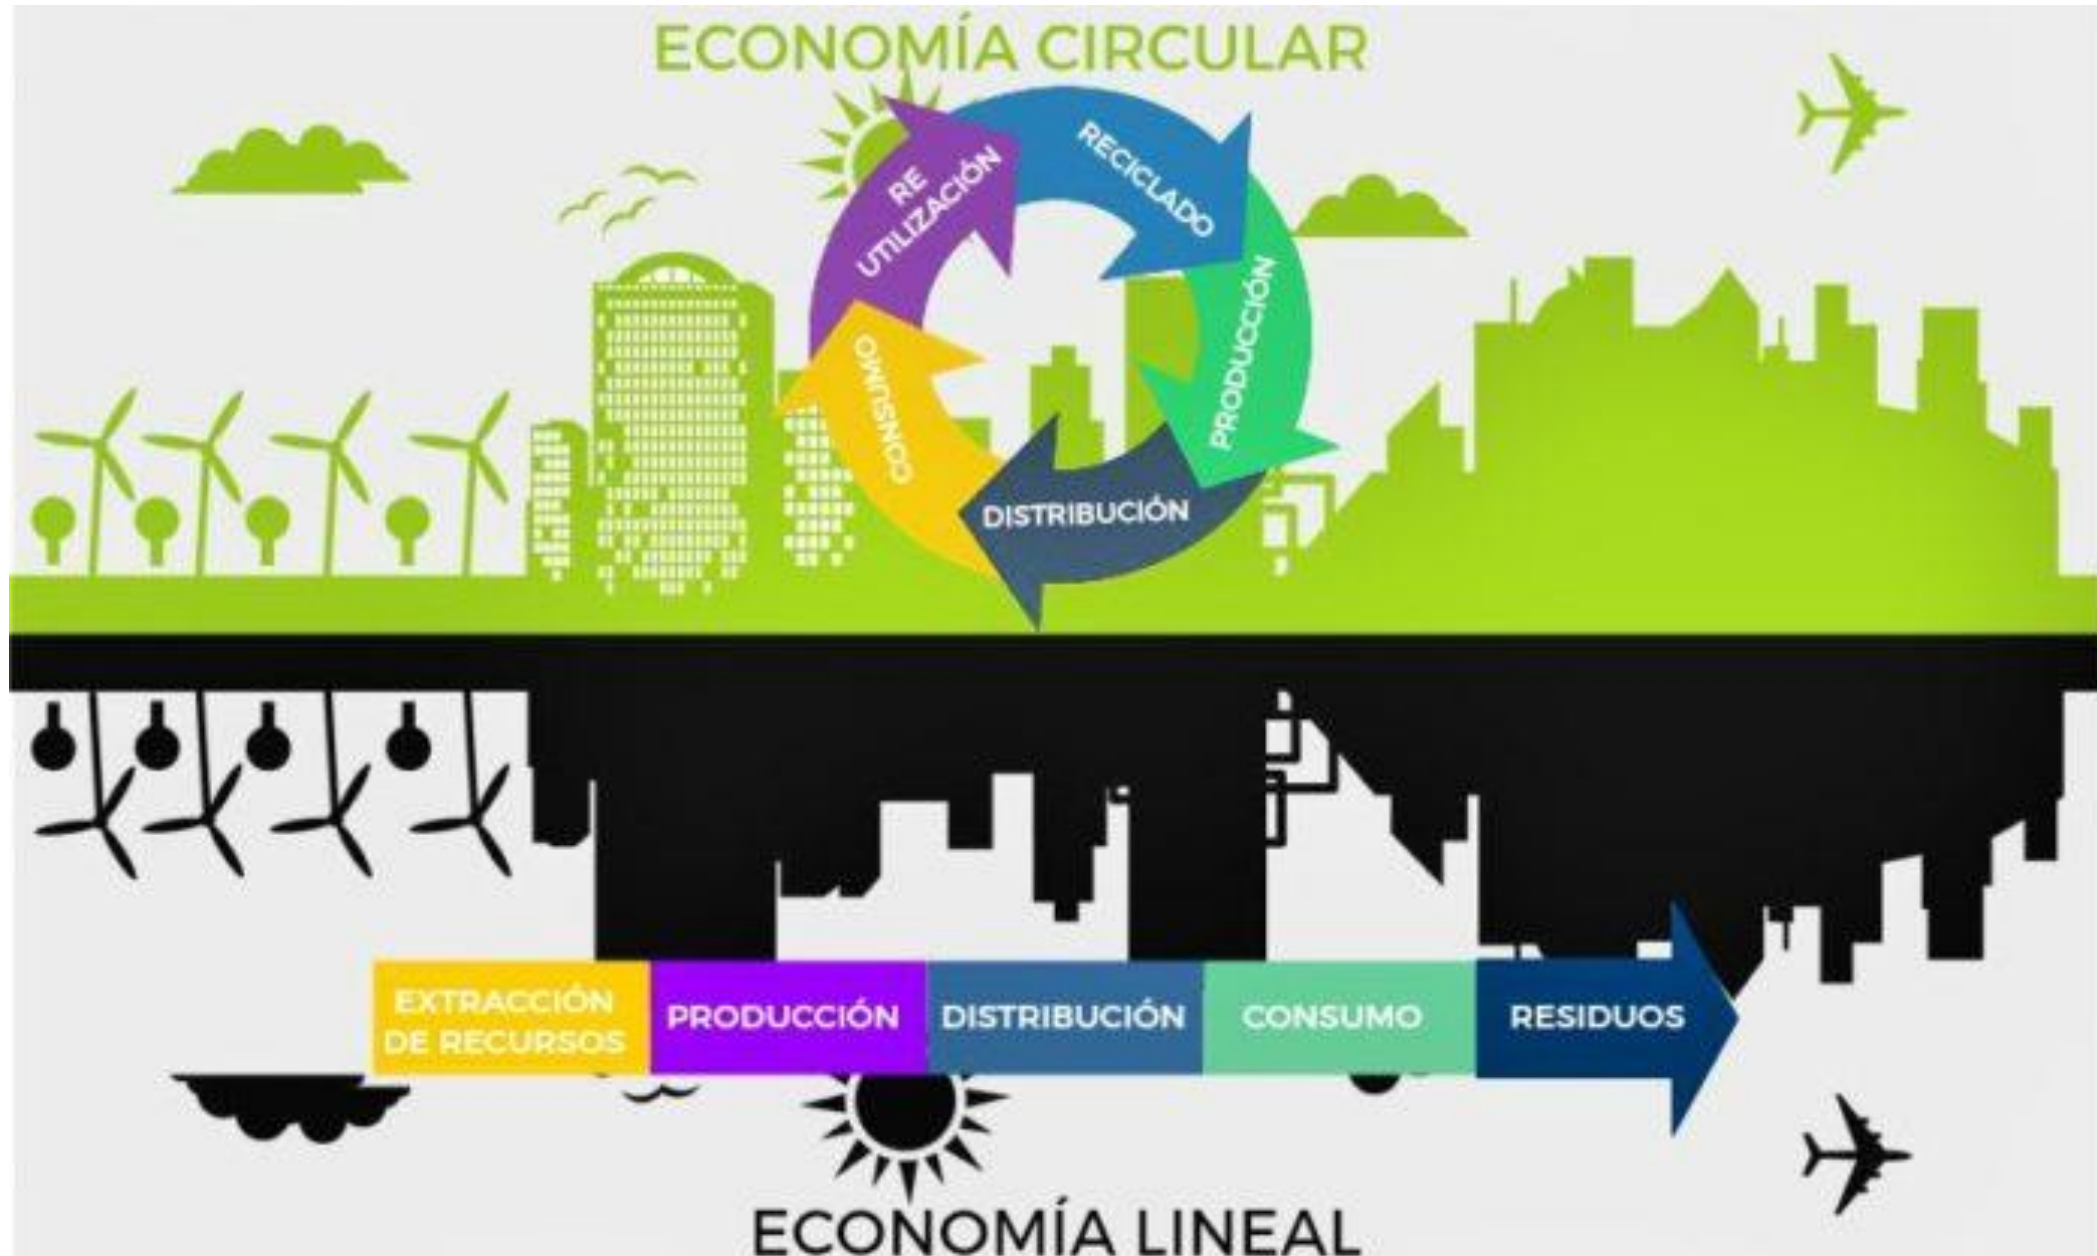 ECONOMÍA CIRCULAR
RE
UTILIZACIÓN
RECICLADO
PRODUCCIÓN
DISTRIBUCIÓN
CONSUMO
EXTRACCIÓN
DE RECURSOS
PRODUCCIÓN
DISTRIBUCIÓN
CONSUMO
RESIDUOS
ECONOMÍA LINEAL